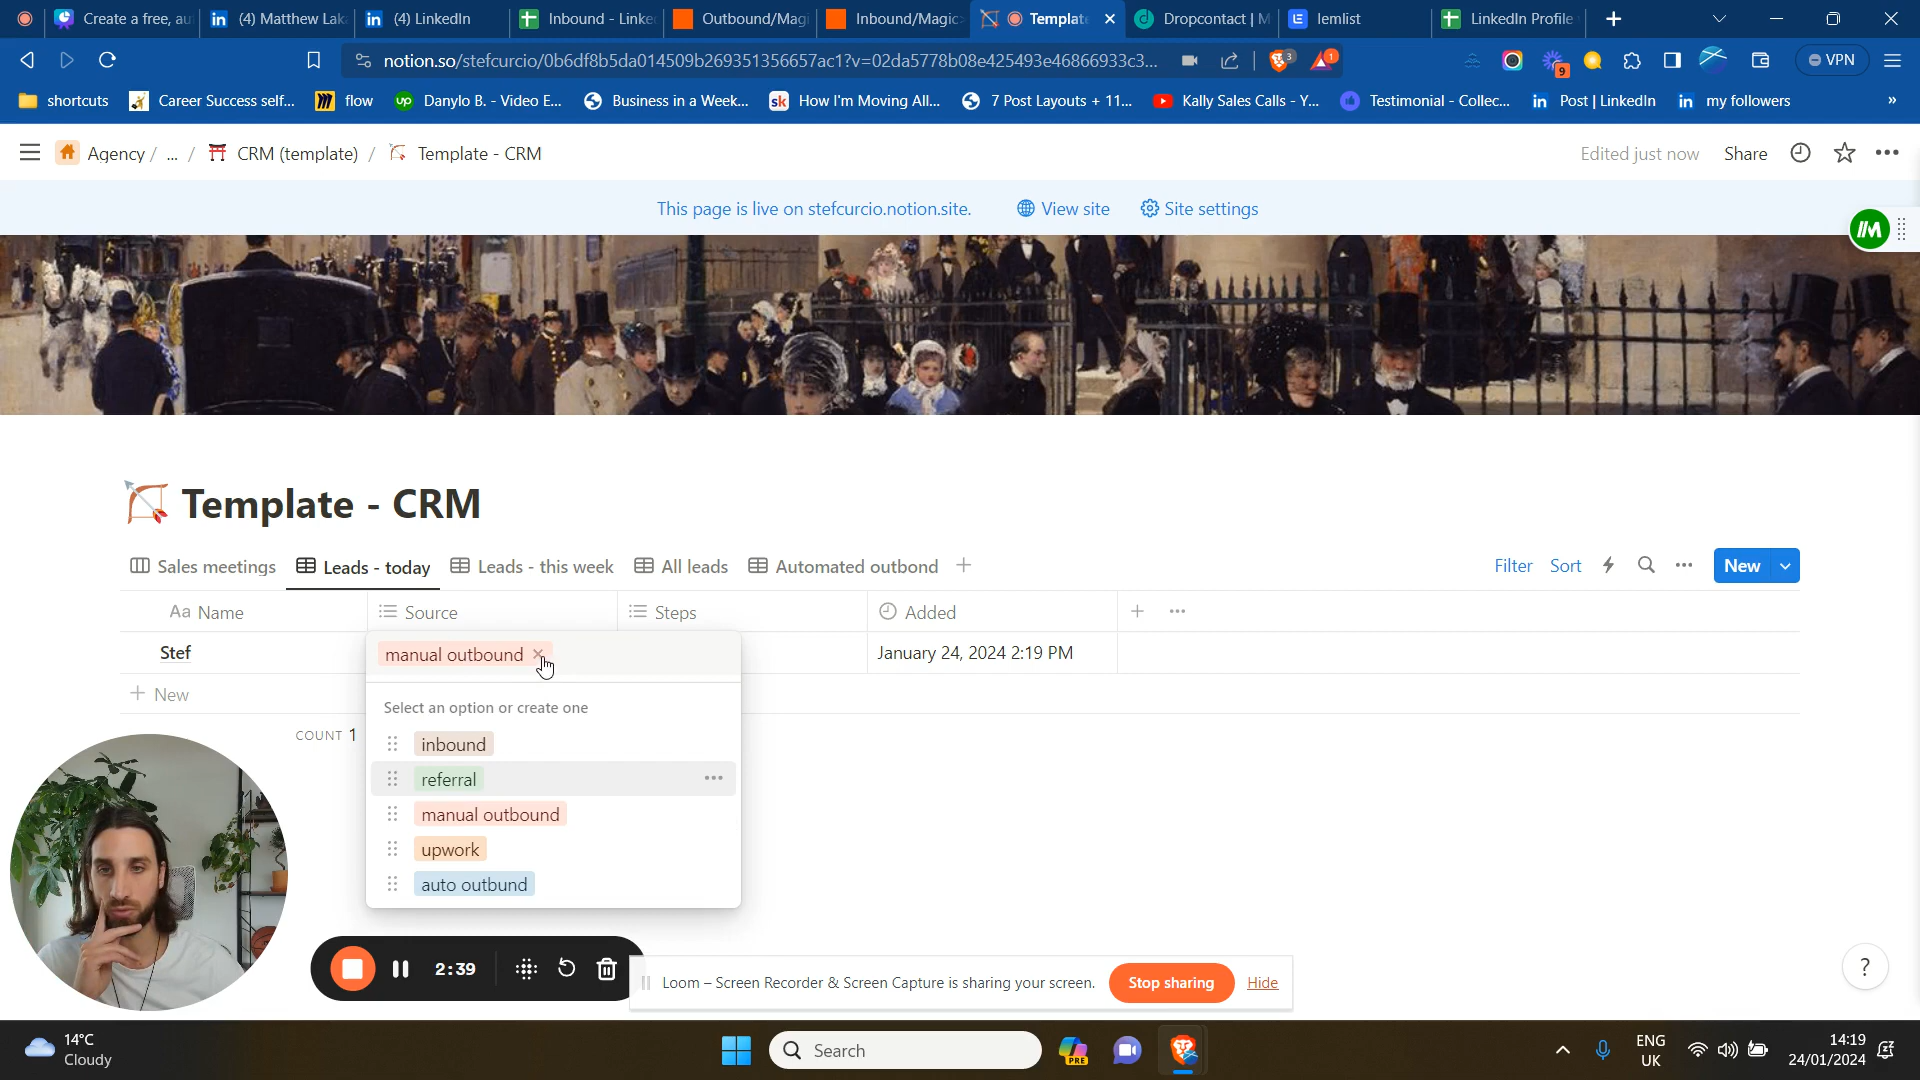 Create a free, au
(4) Matthew Lak
(4) LinkedIn
Inbound - Linke
Outbound/Magi
Inbound/Magic
Template
Dropcontact | M
lemlist
LinkedIn Profile
notion.so/stefcurcio/0b6df8b5da014509b269351356657ac1?v=02da5778b08e425493e46866933c3...
3
1
9
VPN
shortcuts
Career Success self...
flow
Danylo B. - Video E...
Business in a Week...
How I'm Moving All...
7 Post Layouts + 11...
Kally Sales Calls - Y...
Testimonial - Collec...
Post | LinkedIn
my followers
»
Agency / ... / CRM (template) / Template - CRM
Edited just now
Share
This page is live on stefcurcio.notion.site.
View site
Site settings
Template - CRM
Sales meetings
Leads - today
Leads - this week
All leads
Automated outbond
Filter
Sort
New
Aa Name
Source
Steps
Added
Stef
manual outbound
January 24, 2024 2:19 PM
+ New
Select an option or create one
COUNT 1
inbound
referral
manual outbound
upwork
auto outbund
2:39
Loom – Screen Recorder & Screen Capture is sharing your screen.
Stop sharing
Hide
?
14°C
Cloudy
Search
PRE
ENG
UK
14:19
24/01/2024